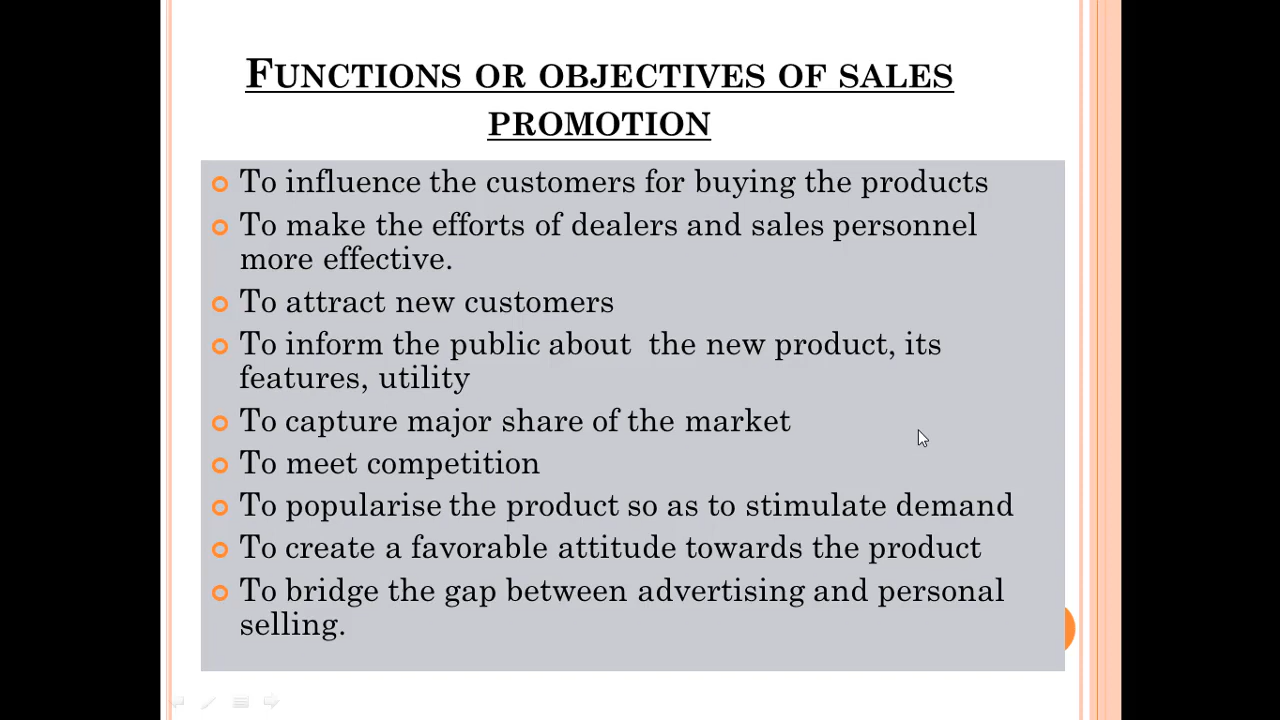 FUNCTIONS OR OBJECTIVES OF SALES
PROMOTION
To influence the customers for buying the products
To make the efforts of dealers and sales personnel
more effective.
To attract new customers
To inform the public about  the new product, its
features, utility
To capture major share of the market
To meet competition
To popularise the product so as to stimulate demand
To create a favorable attitude towards the product
To bridge the gap between advertising and personal
selling.